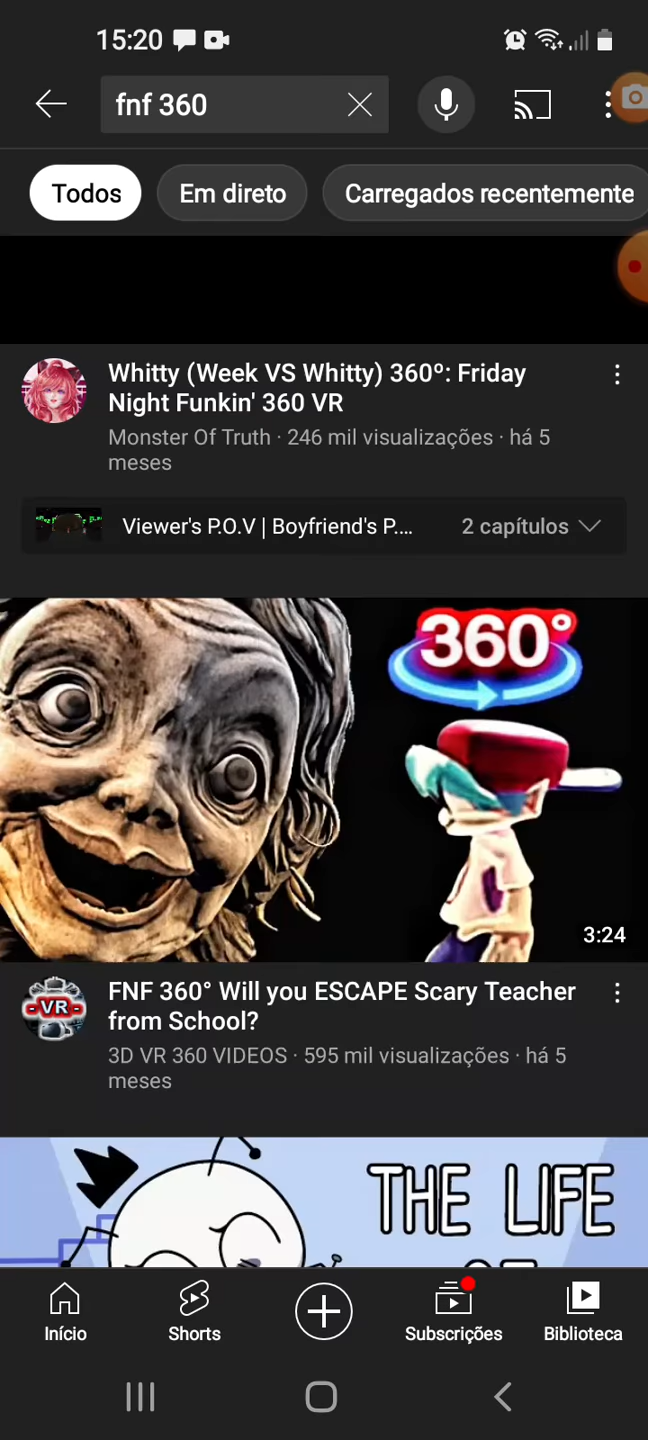 15:20
fnf 360
Todos
Em direto
Carregados recentemente
Whitty (Week VS Whitty) 360º: Friday
Night Funkin' 360 VR
Monster Of Truth · 246 mil visualizações · há 5
meses
Viewer's P.O.V | Boyfriend's P....
2 capítulos
360°
3:24
-VR-
FNF 360° Will you ESCAPE Scary Teacher
from School?
3D VR 360 VIDEOS · 595 mil visualizações · há 5
meses
THE LIFE
Início
Shorts
Subscrições
Biblioteca